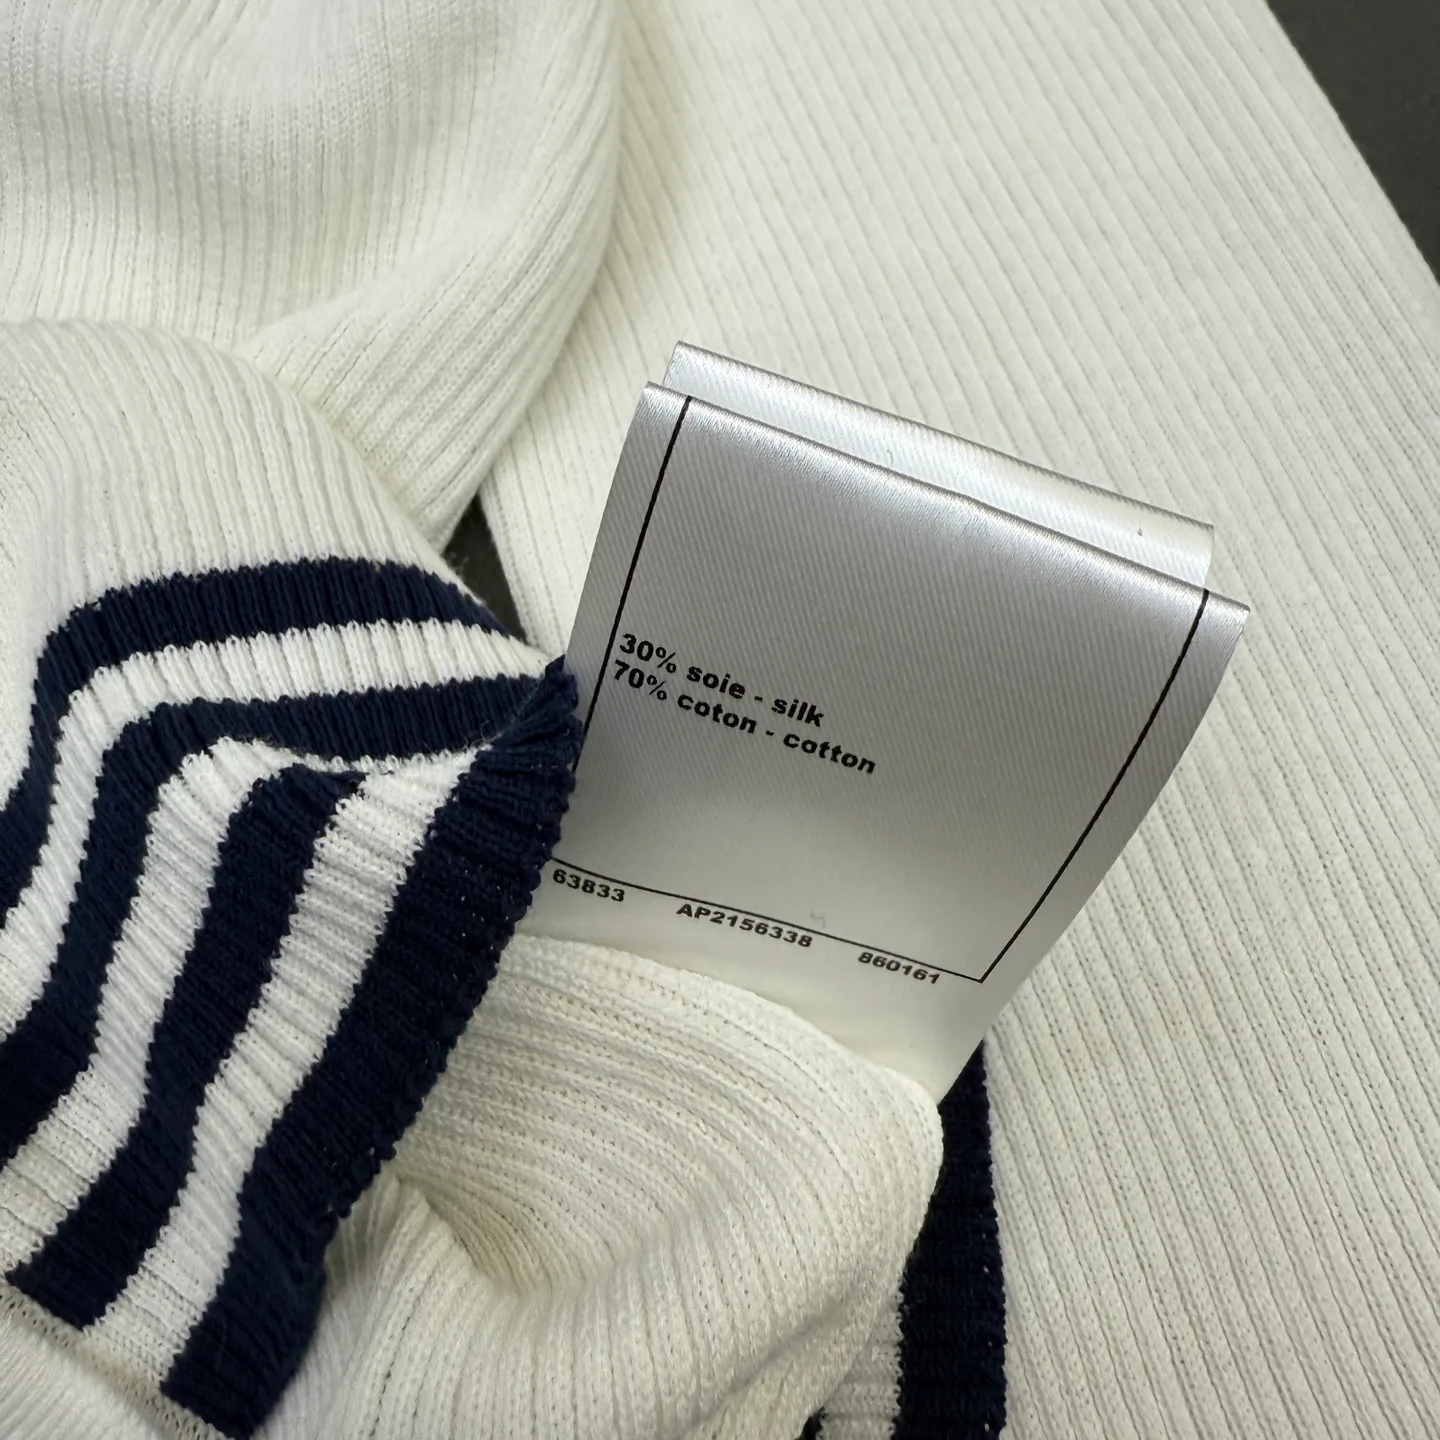 30% soie - silk
70% coton - cotton
63833 AP2156338 860161